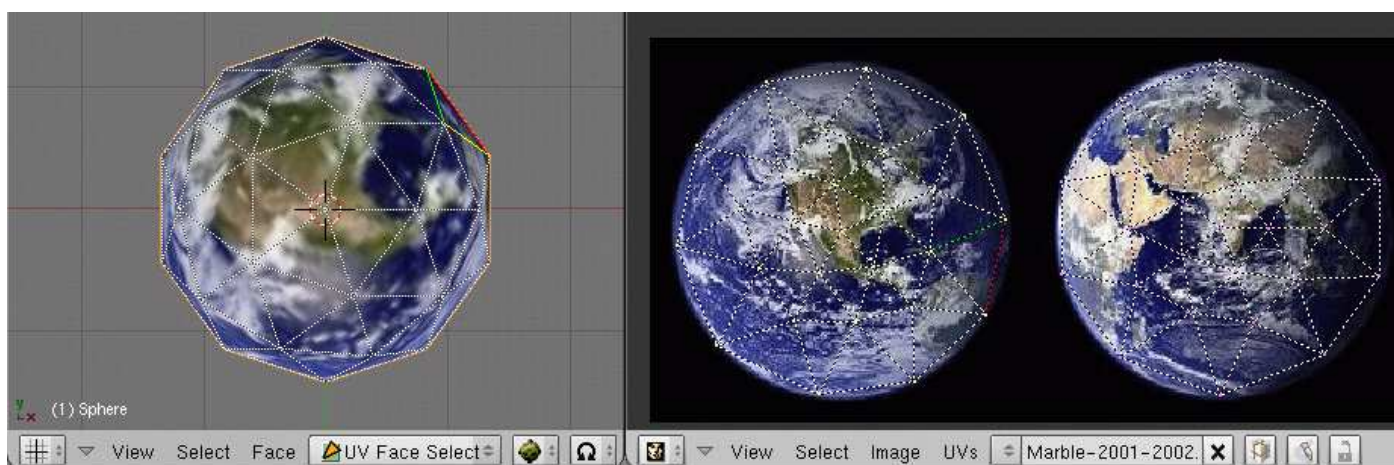 y
x
(1) Sphere
View Select Face UV Face Select
View Select Image UVs Marble-2001-2002.